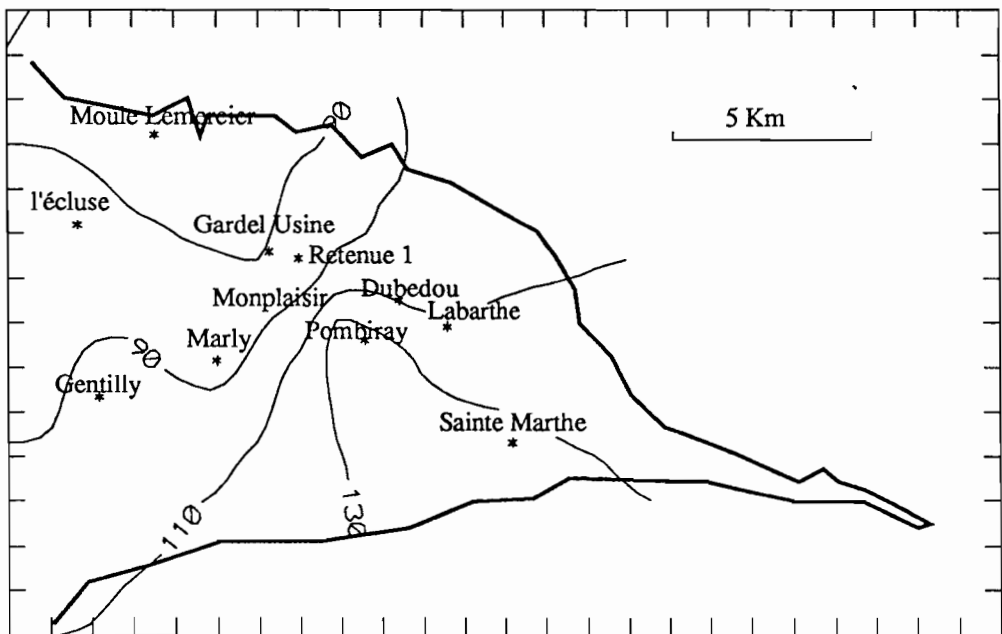 90
Moule Lemercier
5 Km
l'écluse
Gardel Usine
Retenue 1
Dubedou
Monplaisir
Labarthe
Pombiray
Marly
90
Gentilly
Sainte Marthe
130
110